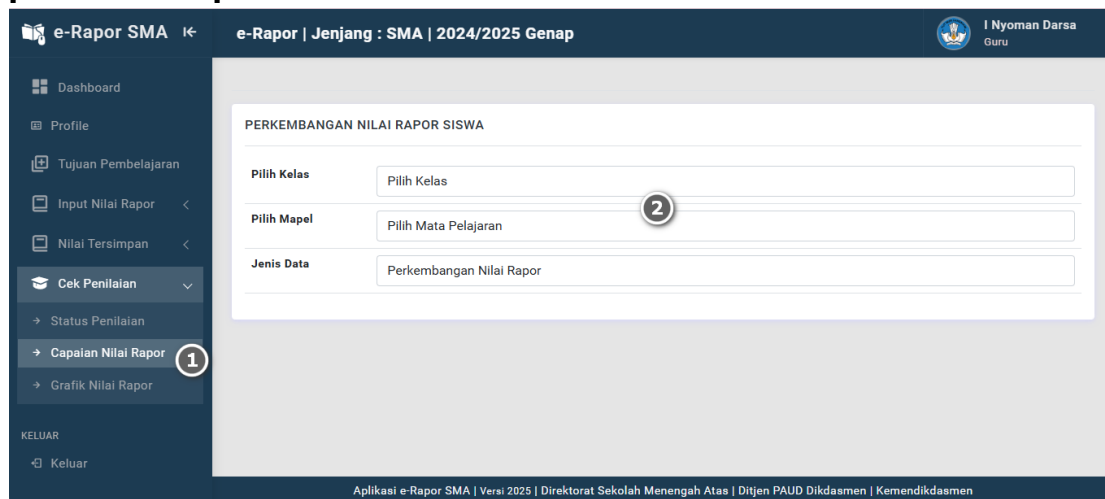 e-Rapor SMA
e-Rapor | Jenjang : SMA | 2024/2025 Genap
I Nyoman Darsa
Guru
Dashboard
Profile
Tujuan Pembelajaran
Input Nilai Rapor
Nilai Tersimpan
Cek Penilaian
Status Penilaian
Capaian Nilai Rapor
1
Grafik Nilai Rapor
KELUAR
Keluar
PERKEMBANGAN NILAI RAPOR SISWA
Pilih Kelas
Pilih Kelas
2
Pilih Mapel
Pilih Mata Pelajaran
Jenis Data
Perkembangan Nilai Rapor
Aplikasi e-Rapor SMA | Versi 2025 | Direktorat Sekolah Menengah Atas | Ditjen PAUD Dikdasmen | Kemendikdasmen